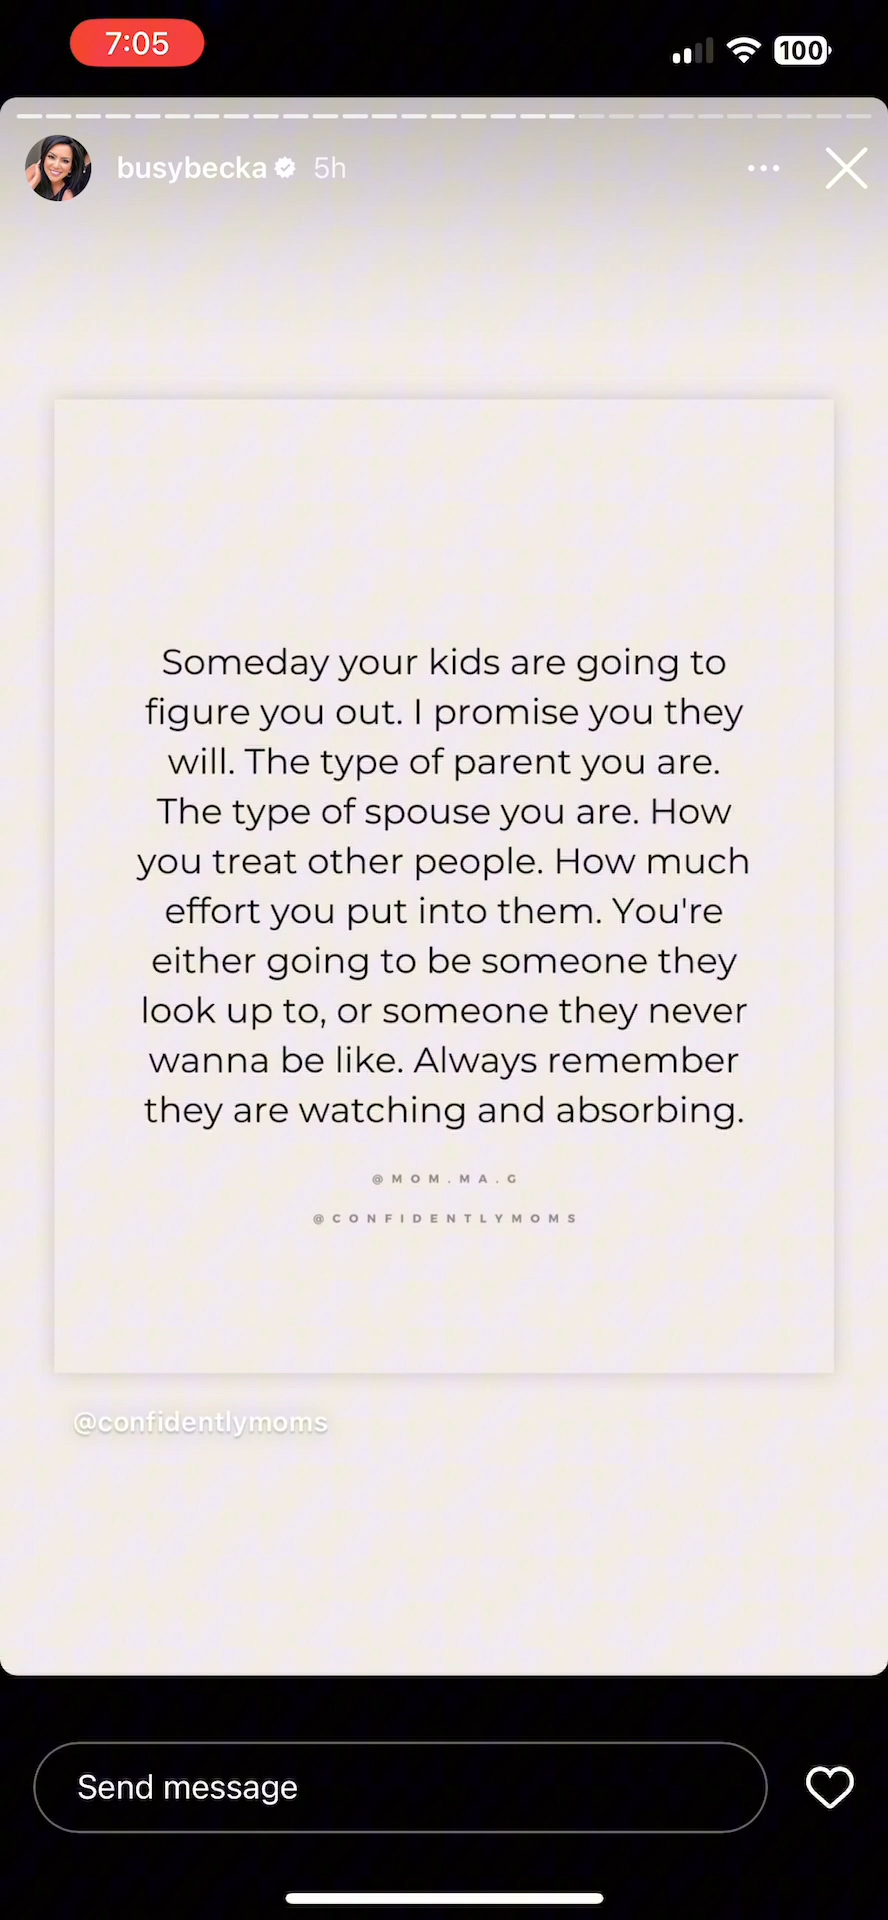 7:05
100
busybecka 5h
Someday your kids are going to
figure you out. I promise you they
will. The type of parent you are.
The type of spouse you are. How
you treat other people. How much
effort you put into them. You're
either going to be someone they
look up to, or someone they never
wanna be like. Always remember
they are watching and absorbing.
@MOM.MA.G
@CONFIDENTLYMOMS
@confidentlymoms
Send message